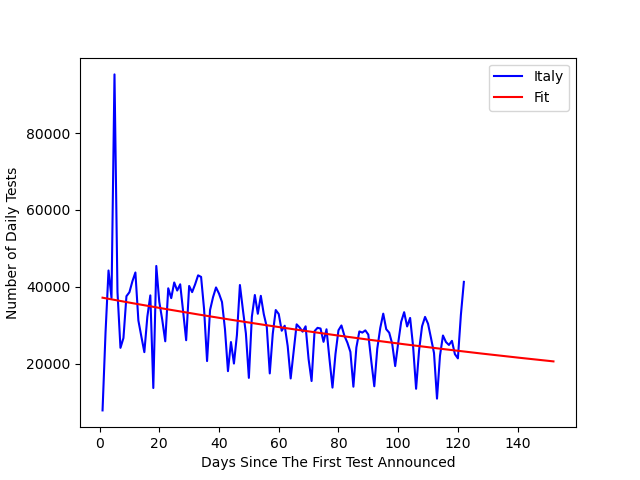 Italy
Fit
80000
60000
40000
20000
Number of Daily Tests
0 20 40 60 80 100 120 140
Days Since The First Test Announced